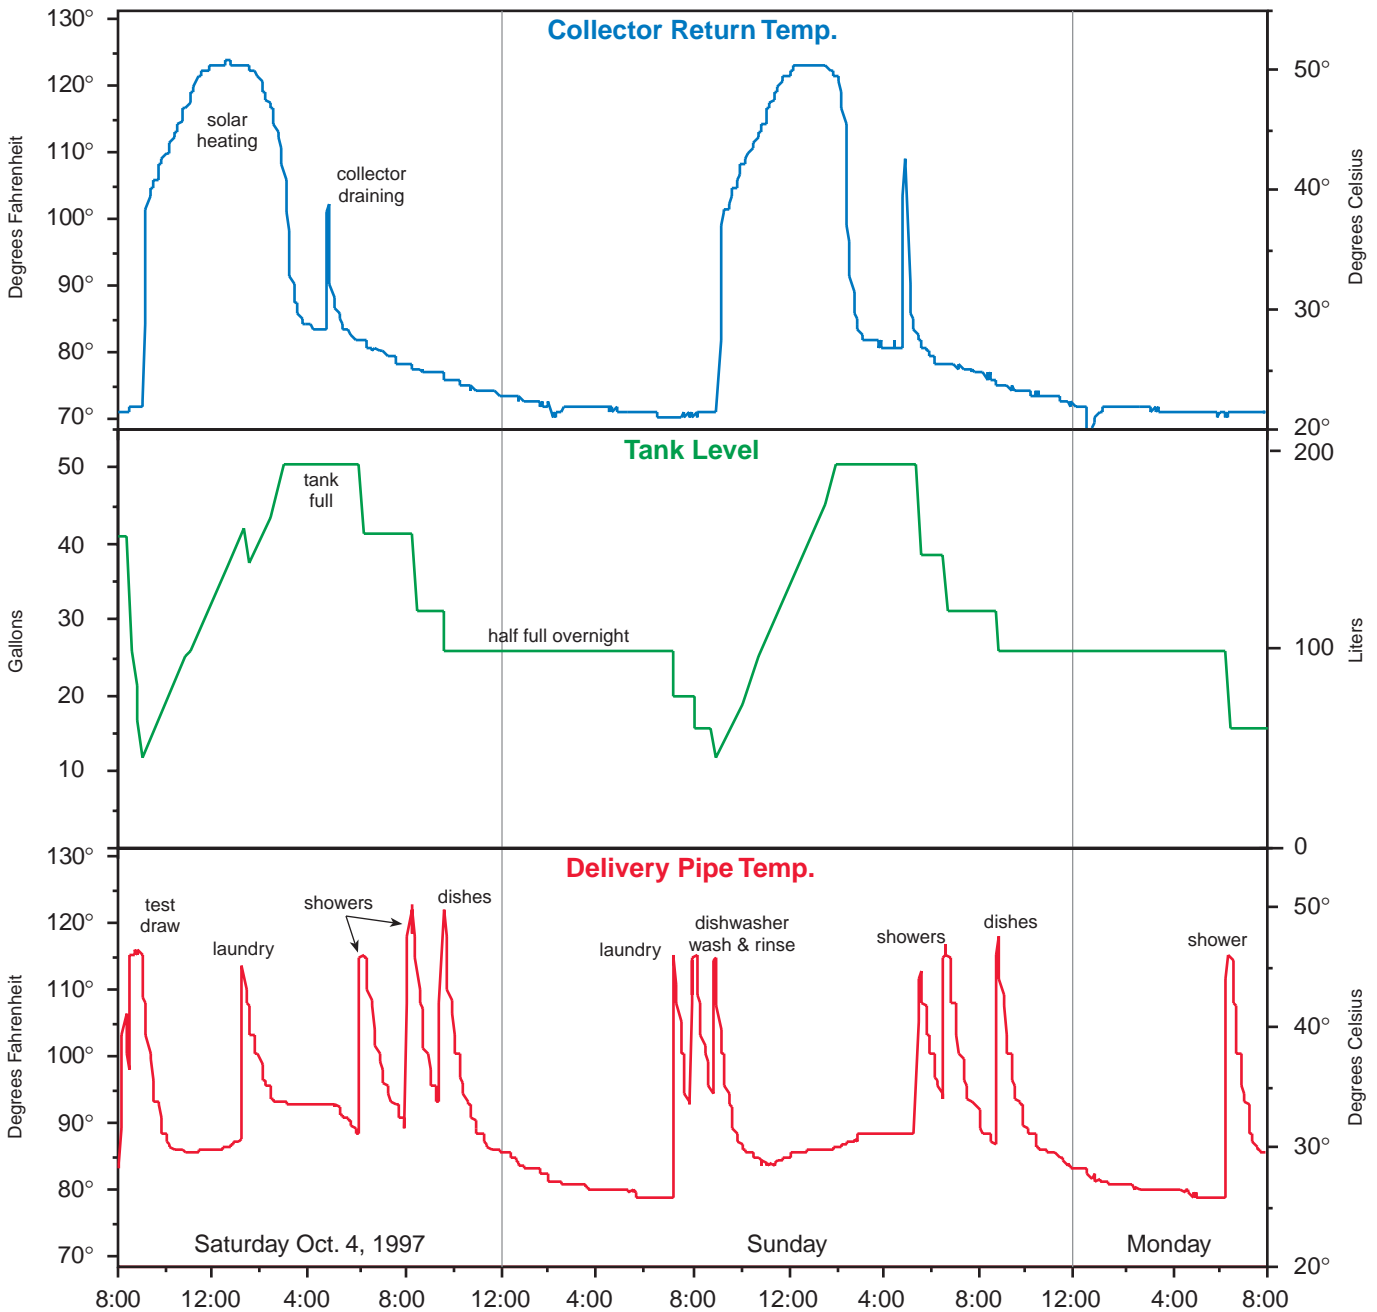 Collector Return Temp.
130°
120°
110°
100°
90°
80°
70°
Degrees Fahrenheit
50°
40°
30°
20°
Degrees Celsius
solar
heating
collector
draining
Tank Level
50
40
30
20
10
Gallons
200
100
0
Liters
tank
full
half full overnight
Delivery Pipe Temp.
130°
120°
110°
100°
90°
80°
70°
Degrees Fahrenheit
50°
40°
30°
20°
Degrees Celsius
test
draw
laundry
showers
dishes
laundry
dishwasher
wash & rinse
showers
dishes
shower
Saturday Oct. 4, 1997
Sunday
Monday
8:00 12:00 4:00 8:00 12:00 4:00 8:00 12:00 4:00 8:00 12:00 4:00 8:00